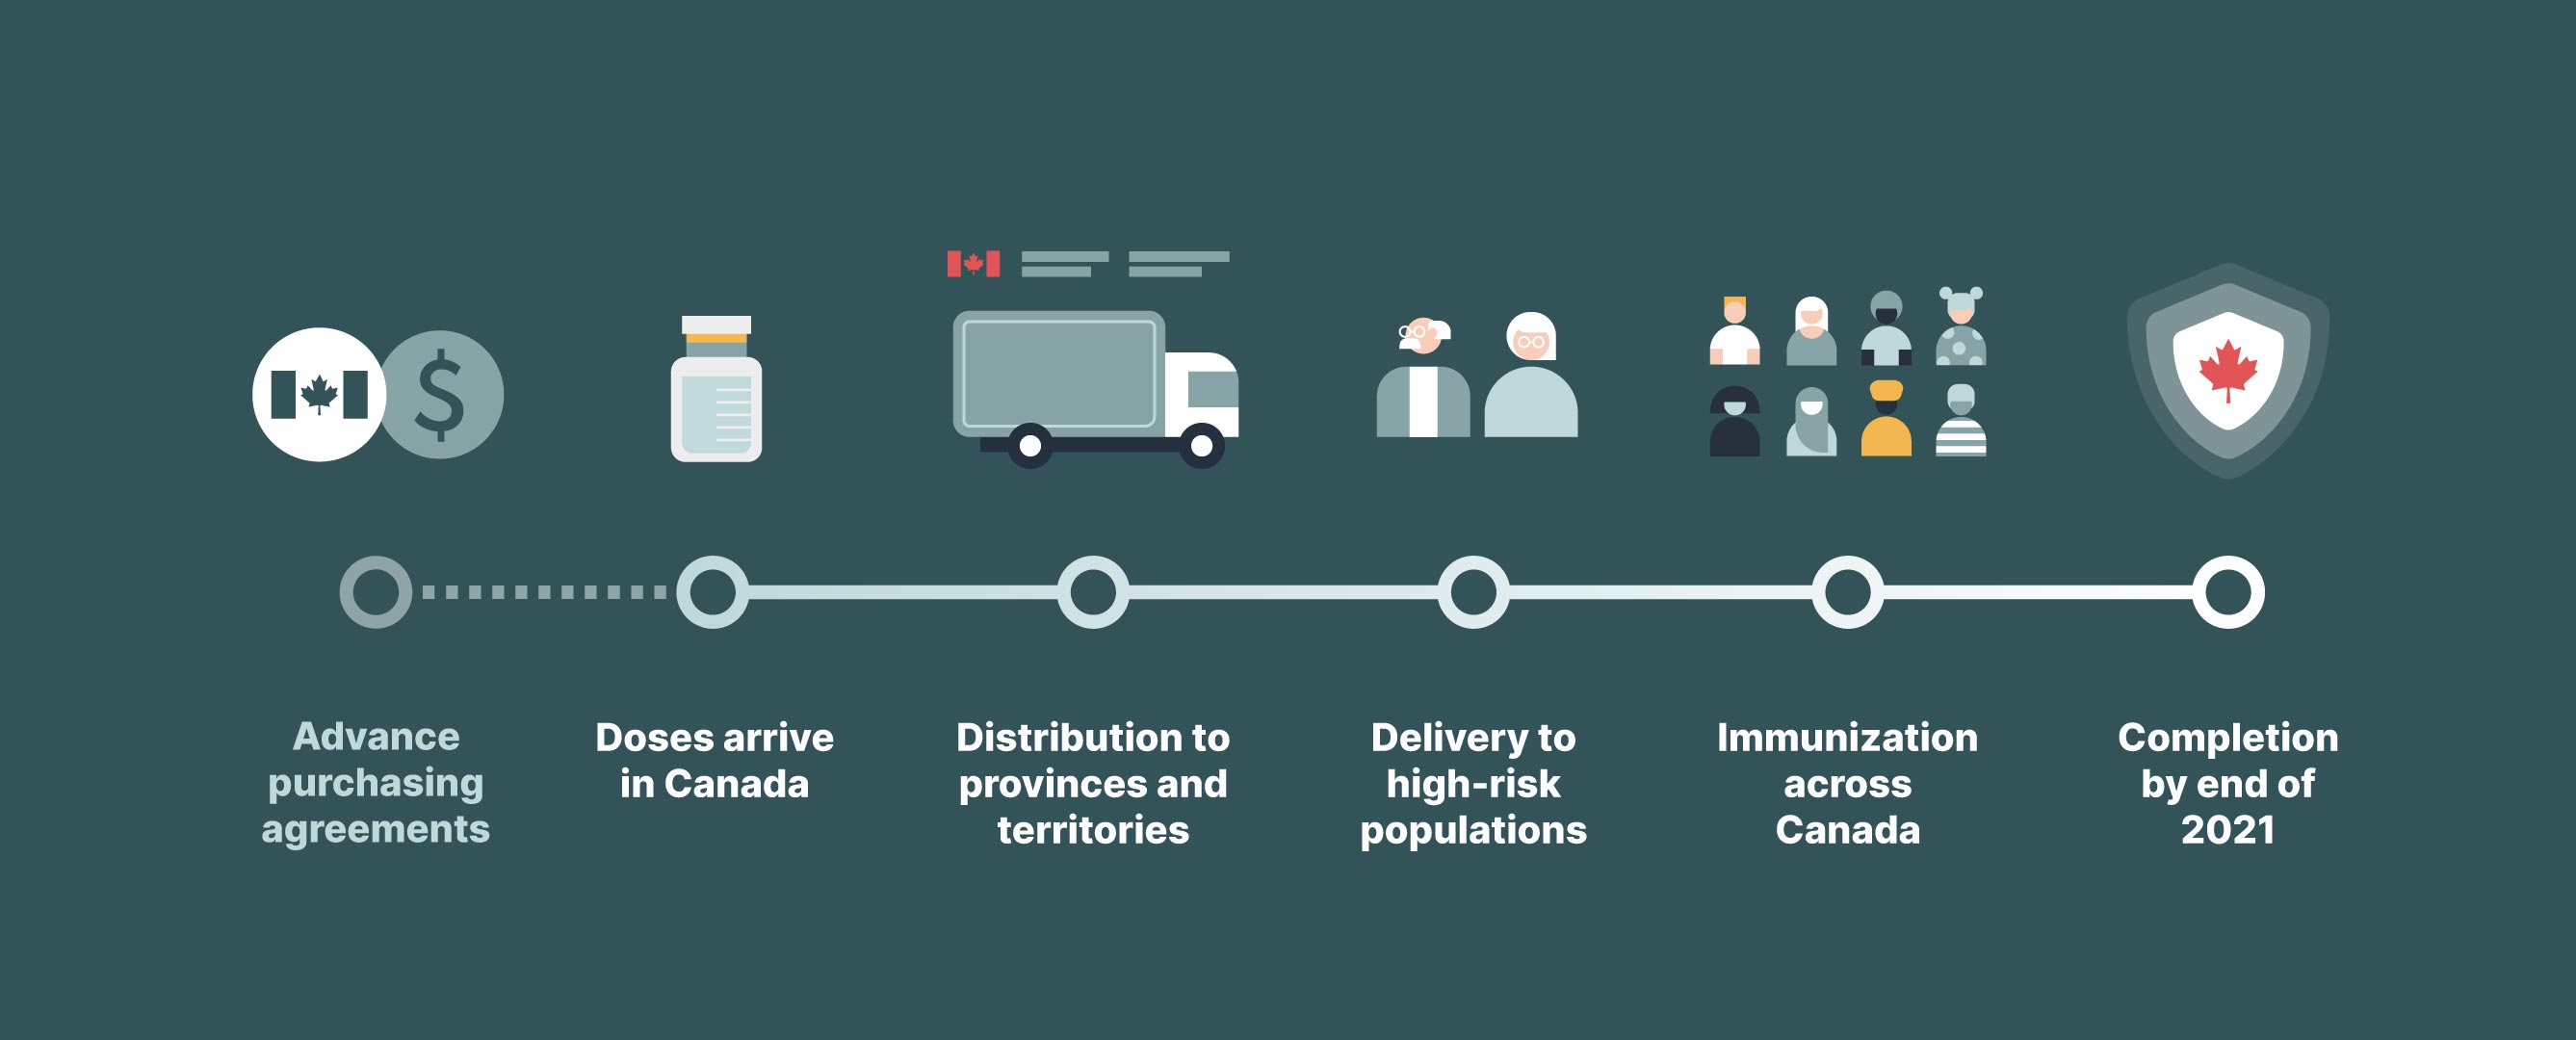 Advance
purchasing
agreements
Doses arrive
in Canada
Distribution to
provinces and
territories
Delivery to
high-risk
populations
Immunization
across
Canada
Completion
by end of
2021